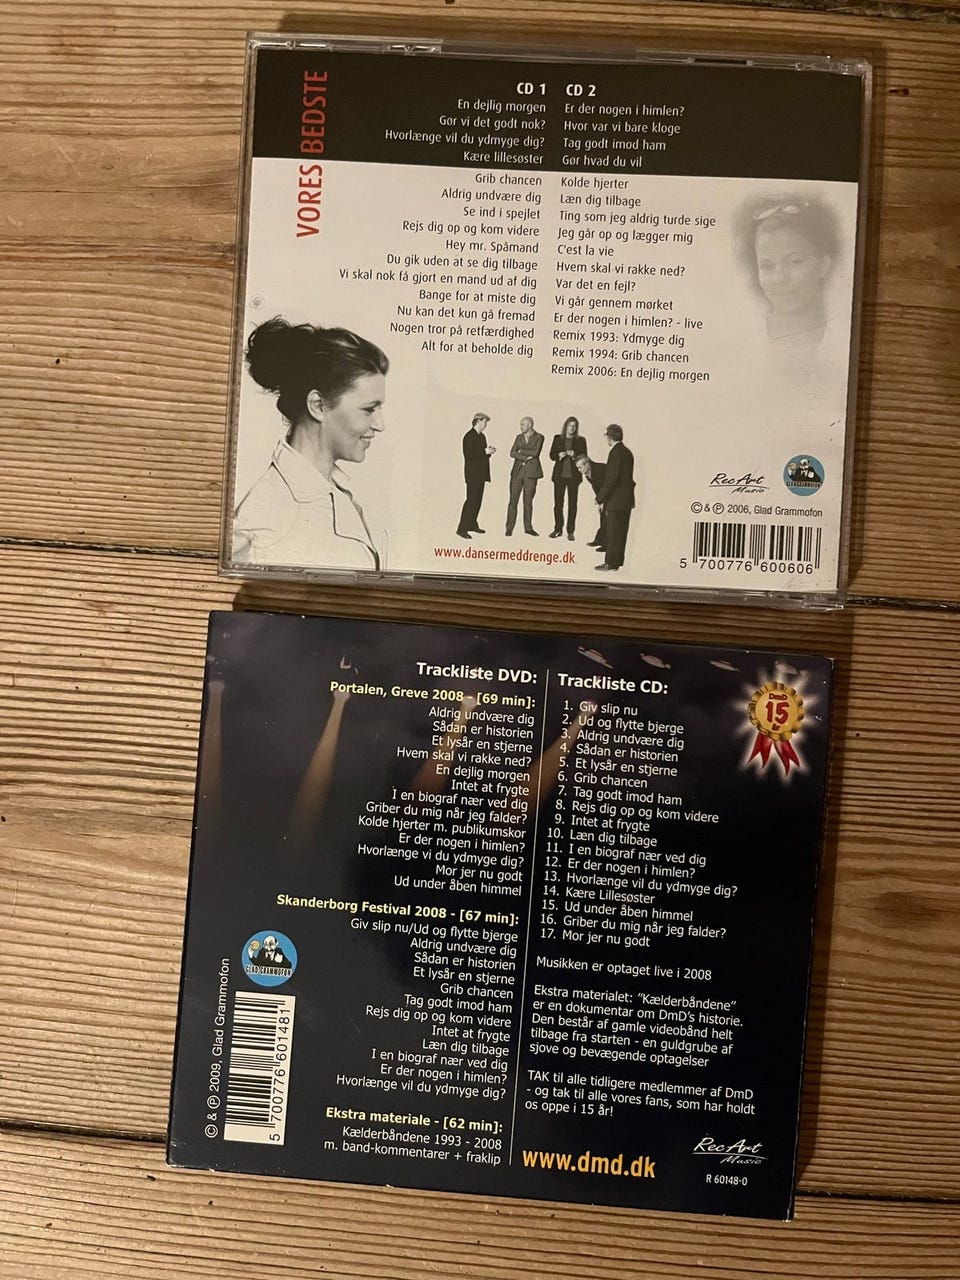 VORES BEDSTE
CD 1
En dejlig morgen
Gør vi det godt nok?
Hvorlænge vil du ydmyge dig?
Kære lillesøster
Grib chancen
Aldrig undvære dig
Se ind i spejlet
Rejs dig op og kom videre
Hey mr. Spåmand
Du gik uden at se dig tilbage
Vi skal nok få gjort en mand ud af dig
Bange for at miste dig
Nu kan det kun gå fremad
Nogen tror på retfærdighed
Alt for at beholde dig
CD 2
Er der nogen i himlen?
Hvor var vi bare kloge
Tag godt imod ham
Gør hvad du vil
Kolde hjerter
Læn dig tilbage
Ting som jeg aldrig turde sige
Jeg går op og lægger mig
C'est la vie
Hvem skal vi rakke ned?
Var det en fejl?
Vi går gennem mørket
Er der nogen i himlen? - live
Remix 1993: Ydmyge dig
Remix 1994: Grib chancen
Remix 2006: En dejlig morgen
RecArt
Music
GLAD GRAMMOFON
© & ℗ 2006, Glad Grammofon
5 700776 600606
www.dansermeddrenge.dk
Trackliste DVD:
Portalen, Greve 2008 - [69 min]:
Aldrig undvære dig
Sådan er historien
Et lysår en stjerne
Hvem skal vi rakke ned?
En dejlig morgen
Intet at frygte
I en biograf nær ved dig
Griber du mig når jeg falder?
Kolde hjerter m. publikumskor
Er der nogen i himlen?
Hvorlænge vi du ydmyge dig?
Mor jer nu godt
Ud under åben himmel
Skanderborg Festival 2008 - [67 min]:
Giv slip nu/Ud og flytte bjerge
Aldrig undvære dig
Sådan er historien
Et lysår en stjerne
Grib chancen
Tag godt imod ham
Rejs dig op og kom videre
Intet at frygte
Læn dig tilbage
I en biograf nær ved dig
Er der nogen i himlen?
Hvorlænge vil du ydmyge dig?
Ekstra materiale - [62 min]:
Kælderbåndene 1993 - 2008
m. band-kommentarer + fraklip
Trackliste CD:
1. Giv slip nu
2. Ud og flytte bjerge
3. Aldrig undvære dig
4. Sådan er historien
5. Et lysår en stjerne
6. Grib chancen
7. Tag godt imod ham
8. Rejs dig op og kom videre
9. Intet at frygte
10. Læn dig tilbage
11. I en biograf nær ved dig
12. Er der nogen i himlen?
13. Hvorlænge vil du ydmyge dig?
14. Kære Lillesøster
15. Ud under åben himmel
16. Griber du mig når jeg falder?
17. Mor jer nu godt
Musikken er optaget live i 2008
Ekstra materialet: "Kælderbåndene"
er en dokumentar om DmD's historie.
Den består af gamle videobånd helt
tilbage fra starten - en guldgrube af
sjove og bevægende optagelser
TAK til alle tidligere medlemmer af DmD
- og tak til alle vores fans, som har holdt
os oppe i 15 år!
www.dmd.dk
RecArt
Music
R 60148-0
DmD
15
år
GLAD GRAMMOFON
© & ℗ 2009, Glad Grammofon
5 700776 601481